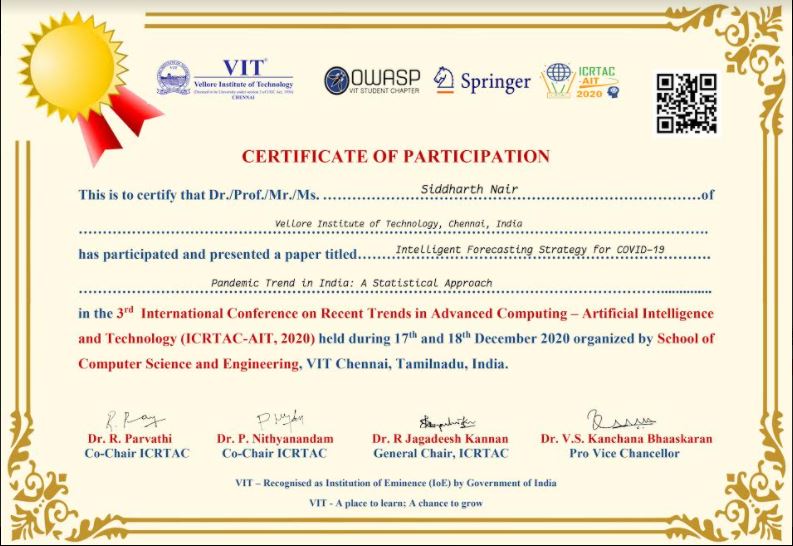 VIT®
Vellore Institute of Technology
(Deemed to be University under section 3 of UGC Act, 1956)
CHENNAI
OWASP
VIT STUDENT CHAPTER
Springer
ICRTAC
-AIT
2020
CERTIFICATE OF PARTICIPATION
This is to certify that Dr./Prof./Mr./Ms. Siddharth Nair of
Vellore Institute of Technology, Chennai, India
has participated and presented a paper titled Intelligent Forecasting Strategy for COVID-19
Pandemic Trend in India: A Statistical Approach
in the 3rd International Conference on Recent Trends in Advanced Computing – Artificial Intelligence
and Technology (ICRTAC-AIT, 2020) held during 17th and 18th December 2020 organized by School of
Computer Science and Engineering, VIT Chennai, Tamilnadu, India.
Dr. R. Parvathi
Co-Chair ICRTAC
Dr. P. Nithyanandam
Co-Chair ICRTAC
Dr. R Jagadeesh Kannan
General Chair, ICRTAC
Dr. V.S. Kanchana Bhaaskaran
Pro Vice Chancellor
VIT – Recognised as Institution of Eminence (IoE) by Government of India
VIT - A place to learn; A chance to grow